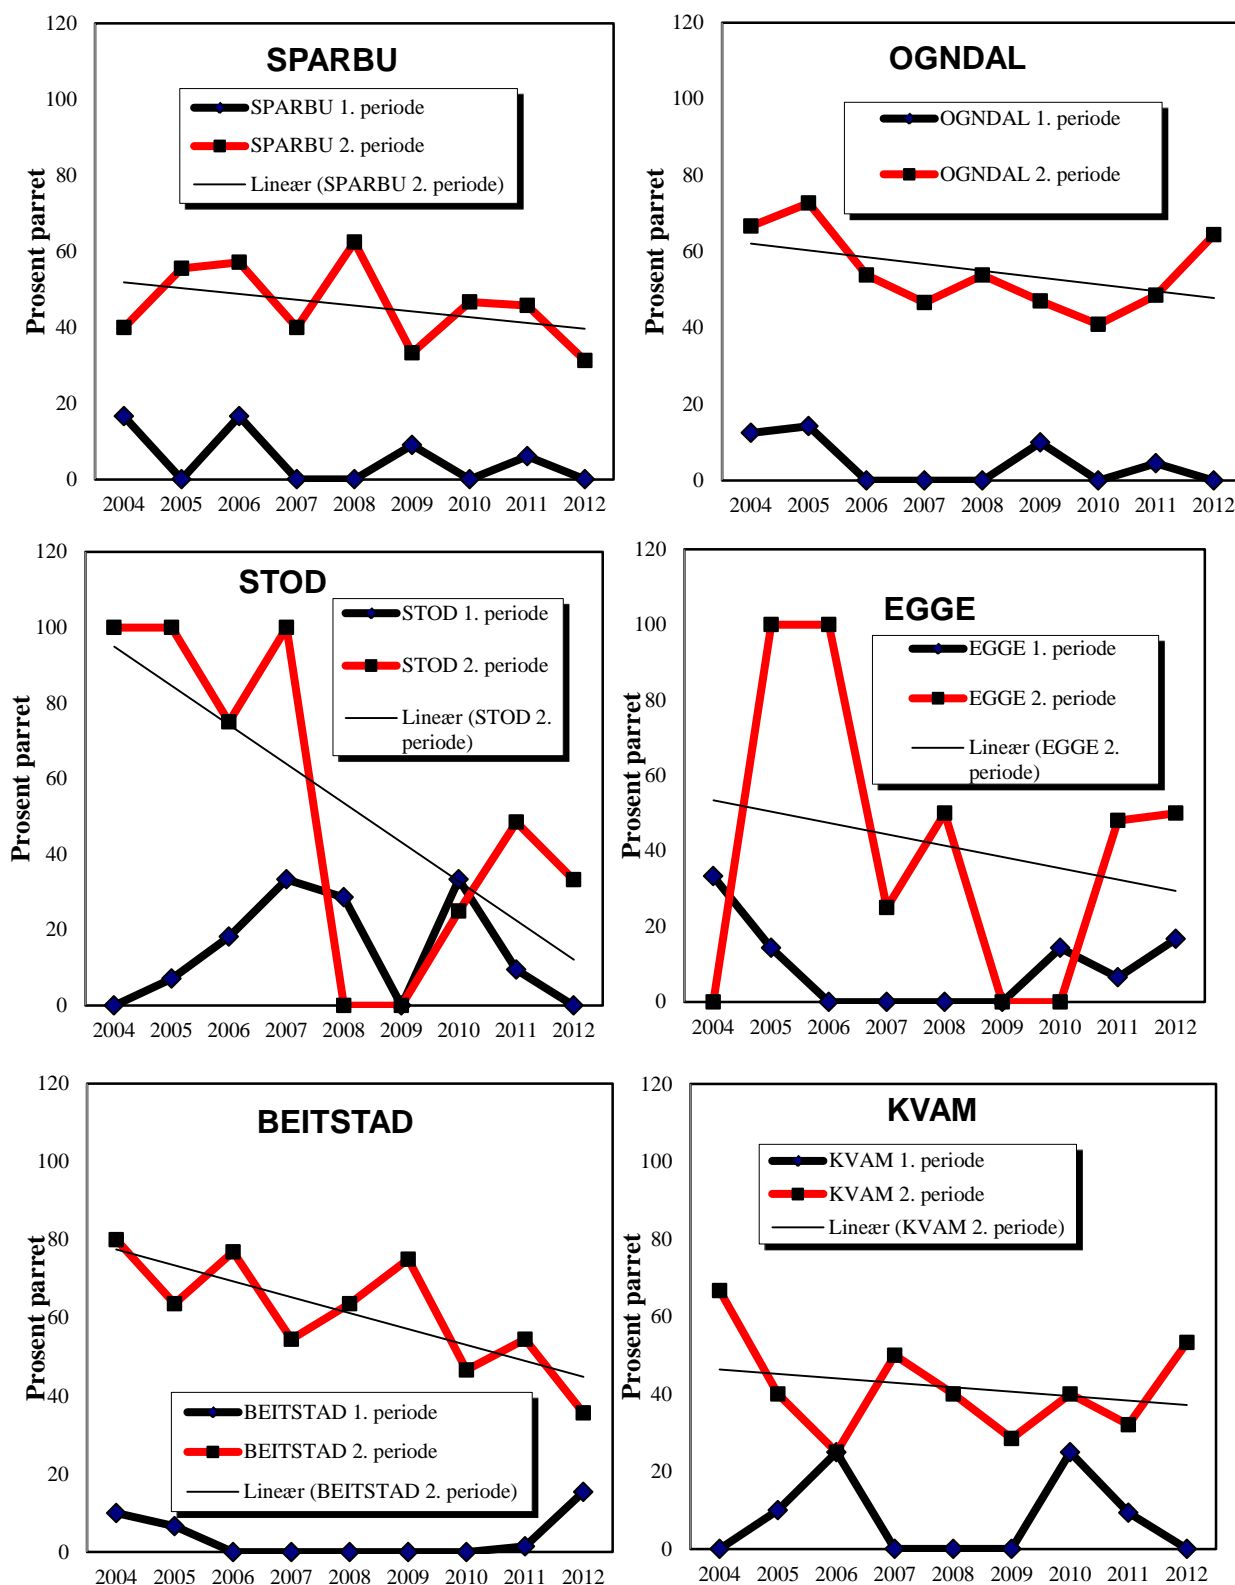 SPARBU
Prosent parret
120
100
80
60
40
20
0
SPARBU 1. periode
SPARBU 2. periode
Lineær (SPARBU 2. periode)
2004 2005 2006 2007 2008 2009 2010 2011 2012
OGNDAL
Prosent parret
120
100
80
60
40
20
0
OGNDAL 1. periode
OGNDAL 2. periode
2004 2005 2006 2007 2008 2009 2010 2011 2012
STOD
Prosent parret
120
100
80
60
40
20
0
STOD 1. periode
STOD 2. periode
Lineær (STOD 2.
periode)
2004 2005 2006 2007 2008 2009 2010 2011 2012
EGGE
Prosent parret
120
100
80
60
40
20
0
EGGE 1. periode
EGGE 2. periode
Lineær (EGGE 2.
periode)
2004 2005 2006 2007 2008 2009 2010 2011 2012
BEITSTAD
Prosent parret
120
100
80
60
40
20
0
BEITSTAD 1. periode
BEITSTAD 2. periode
Lineær (BEITSTAD 2. periode)
2004 2005 2006 2007 2008 2009 2010 2011 2012
KVAM
Prosent parret
120
100
80
60
40
20
0
KVAM 1. periode
KVAM 2. periode
Lineær (KVAM 2. periode)
2004 2005 2006 2007 2008 2009 2010 2011 2012